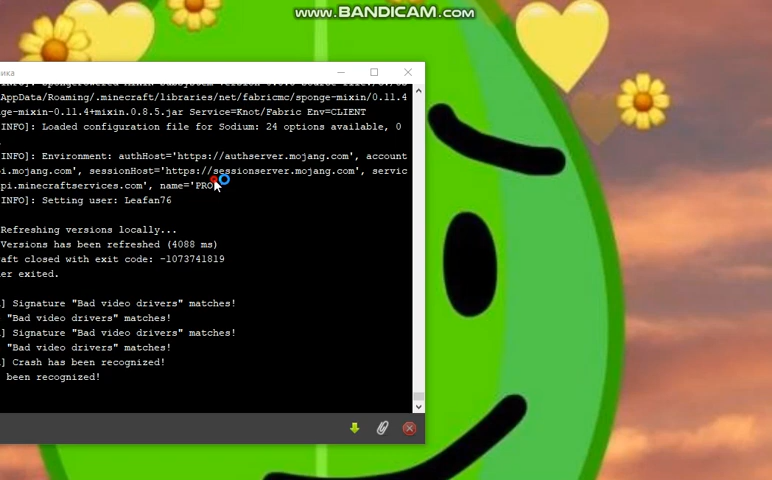 www.BANDICAM.com
ика
AppData/Roaming/.minecraft/libraries/net/fabricmc/sponge-mixin/0.11.4
ge-mixin-0.11.4+mixin.0.8.5.jar Service=Knot/Fabric Env=CLIENT
INFO]: Loaded configuration file for Sodium: 24 options available, 0
INFO]: Environment: authHost='https://authserver.mojang.com', account
pi.mojang.com', sessionHost='https://sessionserver.mojang.com', servic
pi.minecraftservices.com', name='PRO
INFO]: Setting user: Leafan76
Refreshing versions locally...
Versions has been refreshed (4088 ms)
aft closed with exit code: -1073741819
er exited.
] Signature "Bad video drivers" matches!
"Bad video drivers" matches!
] Signature "Bad video drivers" matches!
"Bad video drivers" matches!
] Crash has been recognized!
been recognized!